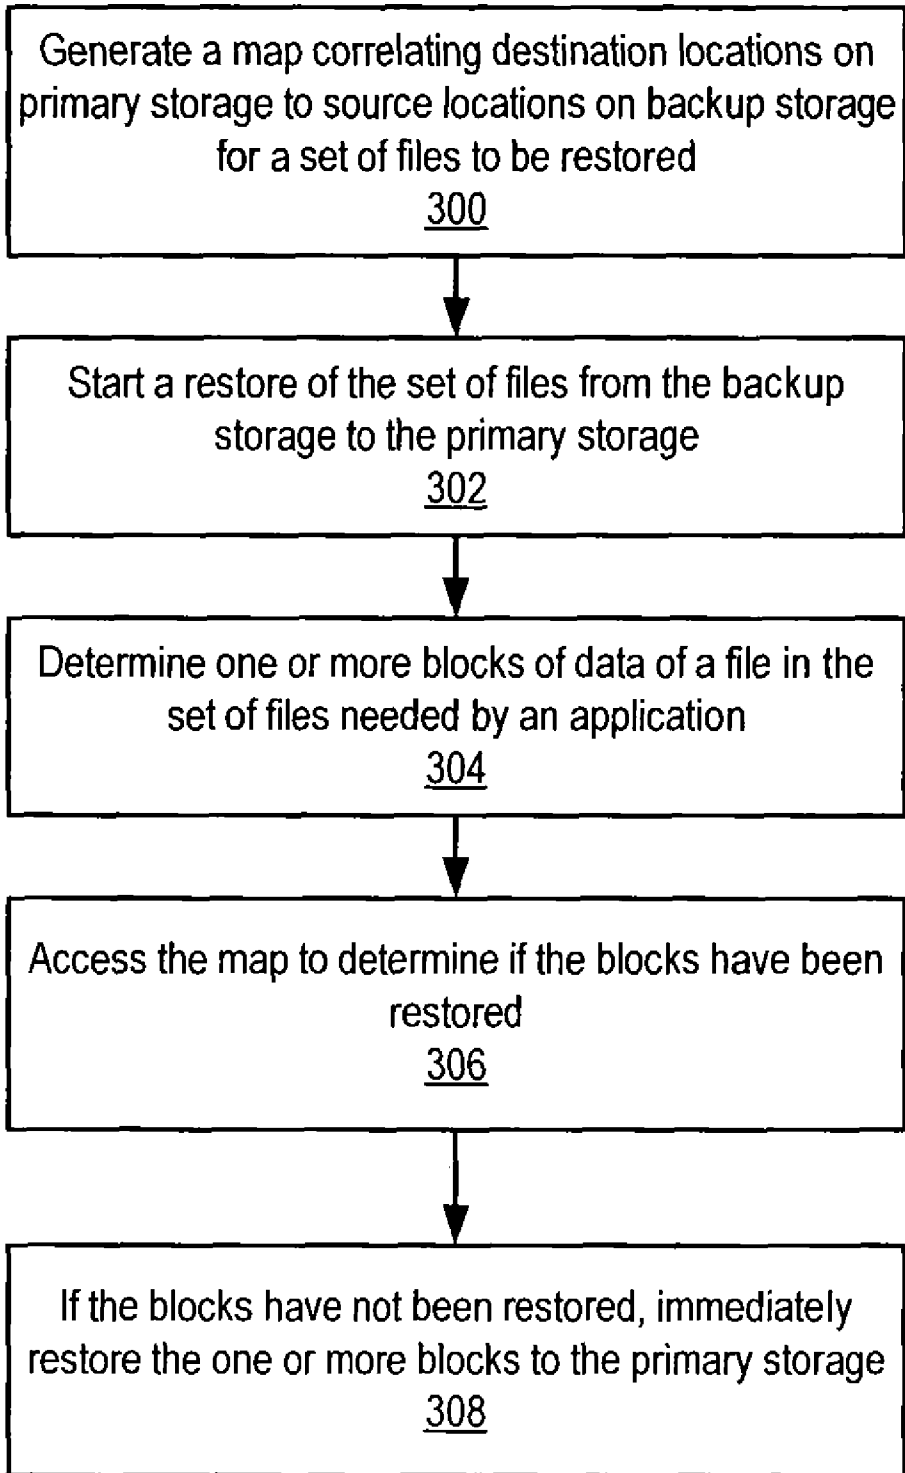 Generate a map correlating destination locations on
primary storage to source locations on backup storage
for a set of files to be restored
300
Start a restore of the set of files from the backup
storage to the primary storage
302
Determine one or more blocks of data of a file in the
set of files needed by an application
304
Access the map to determine if the blocks have been
restored
306
If the blocks have not been restored, immediately
restore the one or more blocks to the primary storage
308